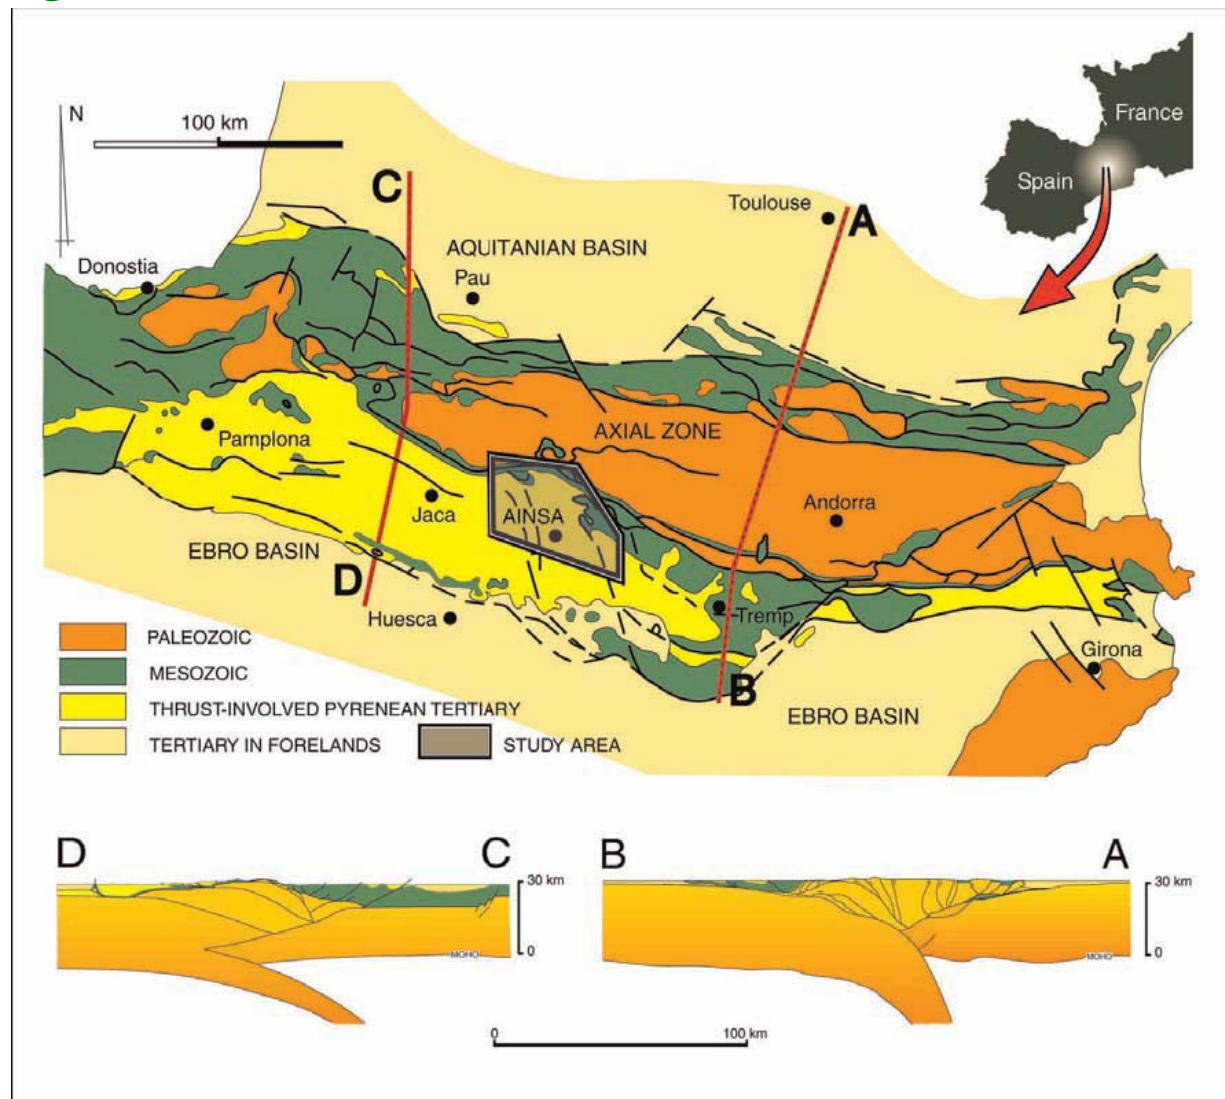 N
100 km
France
Spain
C
Toulouse
A
AQUITANIAN BASIN
Donostia
Pau
AXIAL ZONE
Pamplona
Andorra
Jaca
AINSA
EBRO BASIN
D
Huesca
Tremp
PALEOZOIC
Girona
MESOZOIC
B
THRUST-INVOLVED PYRENEAN TERTIARY
EBRO BASIN
TERTIARY IN FORELANDS
STUDY AREA
D
C
B
A
30 km
0
MOHO
30 km
0
MOHO
0
100 km